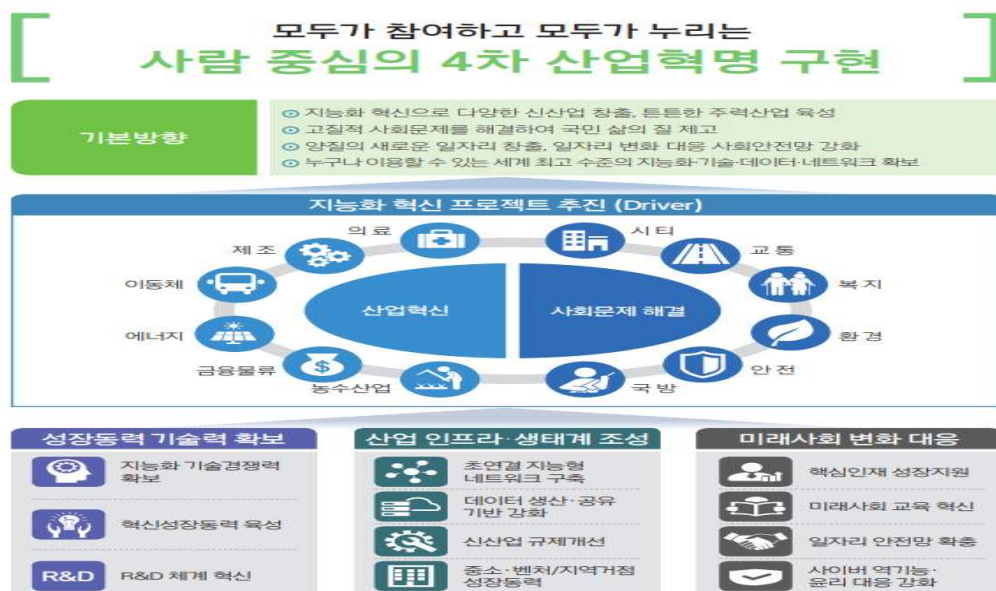 모두가 참여하고 모두가 누리는
사람 중심의 4차 산업혁명 구현
기본방향
지능화 혁신으로 다양한 신산업 창출, 튼튼한 주력산업 육성
고질적 사회문제를 해결하여 국민 삶의 질 제고
양질의 새로운 일자리 창출, 일자리 변화 대응 사회안전망 강화
누구나 이용할 수 있는 세계 최고 수준의 지능화·기술·데이터·네트워크 확보
지능화 혁신 프로젝트 추진 (Driver)
의료
시티
제조
교통
이동체
복지
산업혁신
사회문제 해결
에너지
환경
금융물류
안전
농수산업
국방
성장동력 기술력 확보
지능화 기술경쟁력
확보
혁신성장동력 육성
R&D
R&D 체계 혁신
산업 인프라·생태계 조성
초연결 지능형
네트워크 구축
데이터 생산·공유
기반 강화
신산업 규제개선
중소·벤처/지역거점
성장동력
미래사회 변화 대응
핵심인재 성장지원
미래사회 교육 혁신
일자리 안전망 확충
사이버 역기능·
윤리 대응 강화